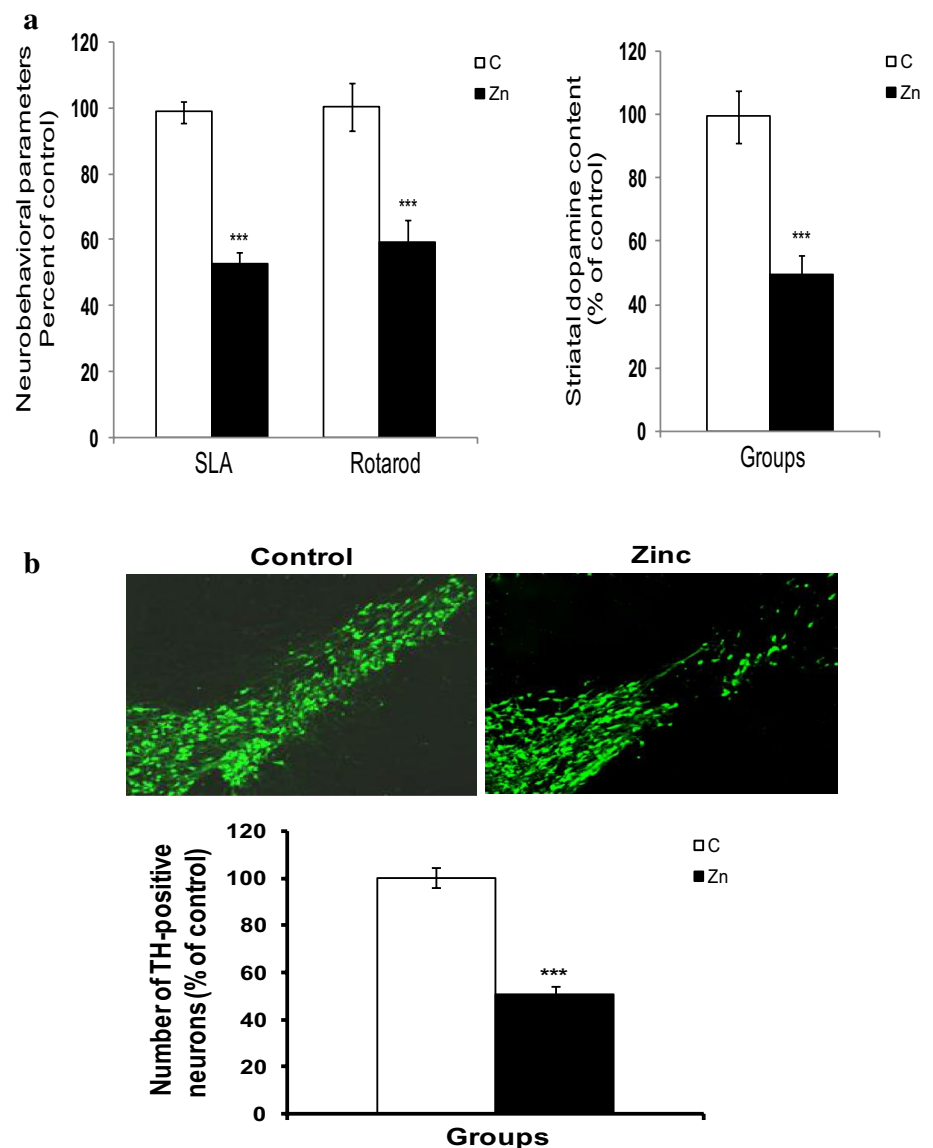 a
Neurobehavioral parameters
Percent of control)
120
100
80
60
40
20
0
C
Zn
***
***
SLA
Rotarod
Striatal dopamine content
(% of control)
120
100
80
60
40
20
0
C
Zn
***
Groups
b
Control
Zinc
Number of TH-positive
neurons (% of control)
120
100
80
60
40
20
0
C
Zn
***
Groups